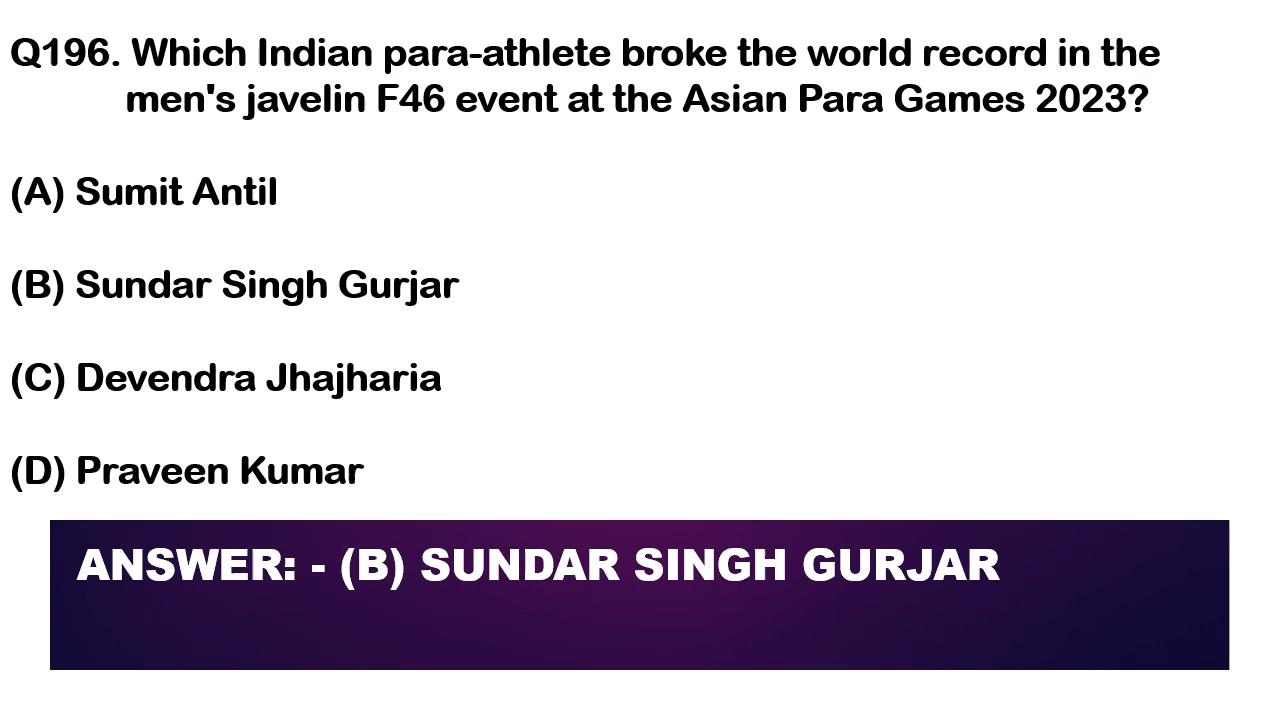 Q196. Which Indian para-athlete broke the world record in the
men's javelin F46 event at the Asian Para Games 2023?
(A) Sumit Antil
(B) Sundar Singh Gurjar
(C) Devendra Jhajharia
(D) Praveen Kumar
ANSWER: - (B) SUNDAR SINGH GURJAR